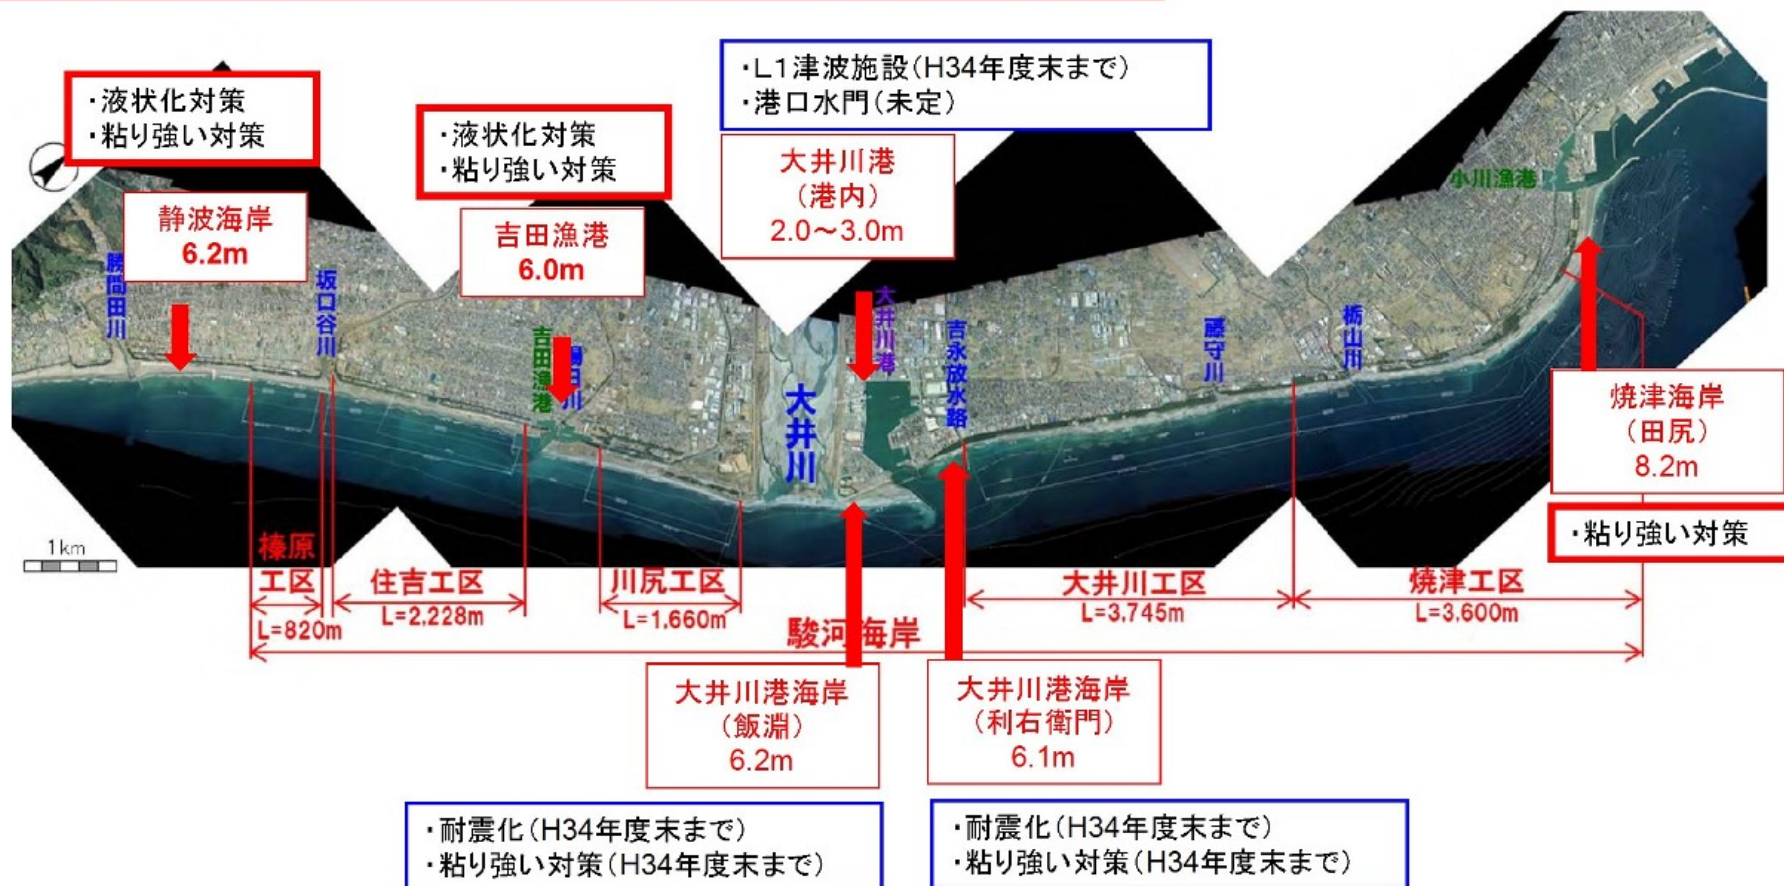 ・L1津波施設(H34年度末まで)
・港口水門(未定)
・液状化対策
・粘り強い対策
・液状化対策
・粘り強い対策
大井川港
(港内)
2.0～3.0m
静波海岸
6.2m
吉田漁港
6.0m
小川漁港
勝間田川
坂口谷川
吉田漁港
大井川
大井川港
吉永放水路
藤守川
栃山川
焼津海岸
(田尻)
8.2m
・粘り強い対策
1km
榛原
工区
L=820m
住吉工区
L=2,228m
川尻工区
L=1,660m
大井川工区
L=3,745m
焼津工区
L=3,600m
駿河海岸
大井川港海岸
(飯淵)
6.2m
大井川港海岸
(利右衛門)
6.1m
・耐震化(H34年度末まで)
・粘り強い対策(H34年度末まで)
・耐震化(H34年度末まで)
・粘り強い対策(H34年度末まで)